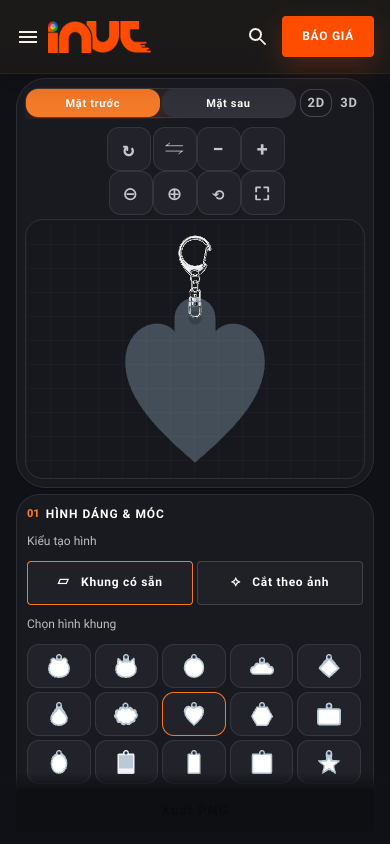 inut
BÁO GIÁ
Mặt trước
Mặt sau
2D
3D
01 HÌNH DÁNG & MÓC
Kiểu tạo hình
Khung có sẵn
Cắt theo ảnh
Chọn hình khung